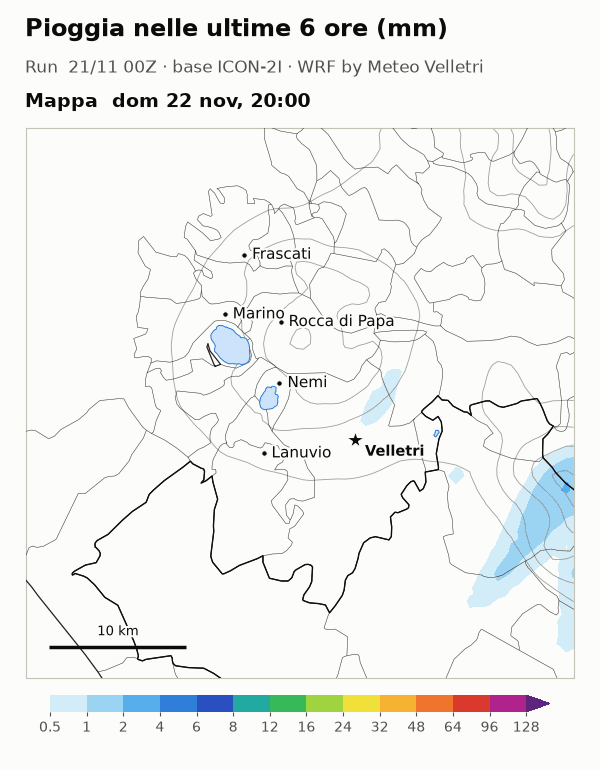 Pioggia nelle ultime 6 ore (mm)
Run  21/11 00Z · base ICON-2I · WRF by Meteo Velletri
Mappa  dom 22 nov, 20:00
Frascati
Marino
Rocca di Papa
Nemi
Velletri
Lanuvio
10 km
0.5 1 2 4 6 8 12 16 24 32 48 64 96 128